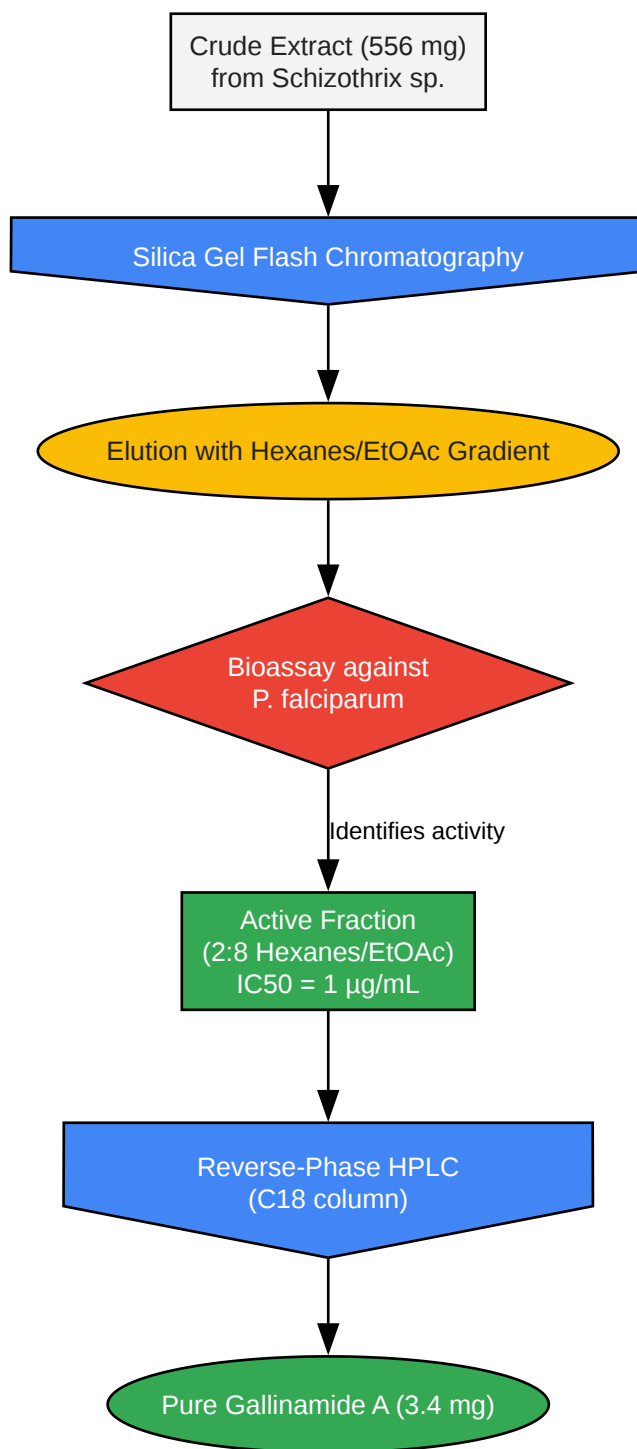 Crude Extract (556 mg)
from Schizothrix sp.
Silica Gel Flash Chromatography
Elution with Hexanes/EtOAc Gradient
Bioassay against
P. falciparum
Identifies activity
Active Fraction
(2:8 Hexanes/EtOAc)
IC50 = 1 µg/mL
Reverse-Phase HPLC
(C18 column)
Pure Gallinamide A (3.4 mg)